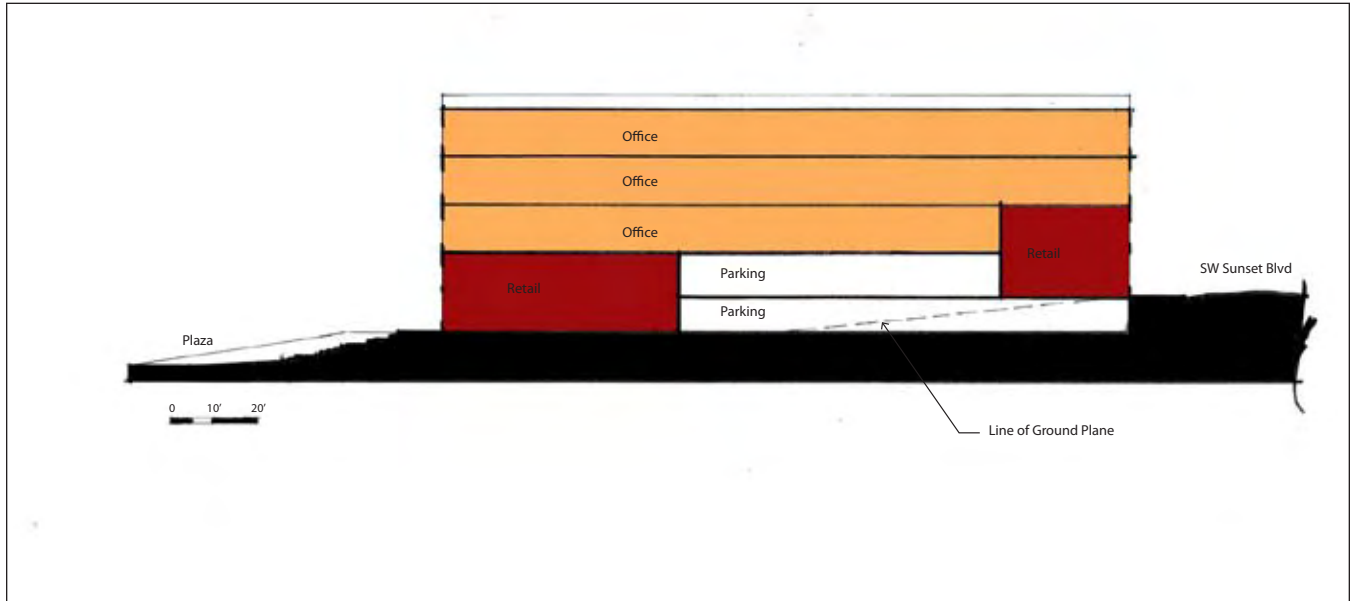 Office
Office
Office
Retail
Parking
Retail
SW Sunset Blvd
Parking
Plaza
0 10' 20'
Line of Ground Plane